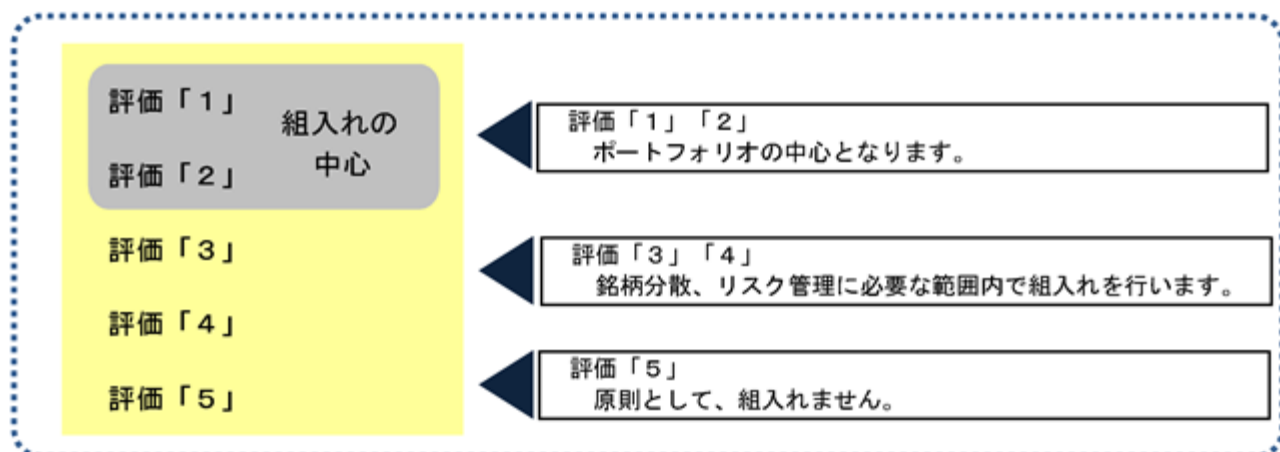 評価「１」
組入れの
中心
評価「２」
評価「３」
評価「４」
評価「５」
評価「１」「２」
ポートフォリオの中心となります。
評価「３」「４」
銘柄分散、リスク管理に必要な範囲内で組入れを行います。
評価「５」
原則として、組入れません。